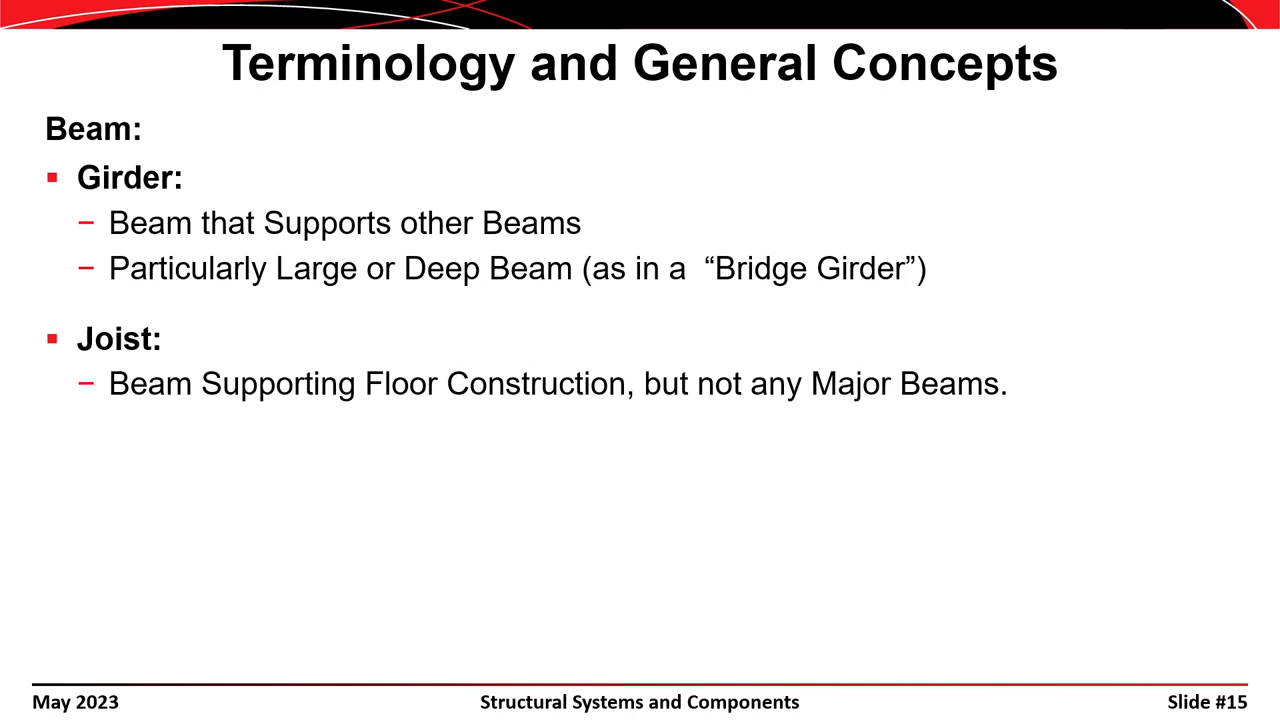 Terminology and General Concepts
Beam:
▪ Girder:
− Beam that Supports other Beams
− Particularly Large or Deep Beam (as in a “Bridge Girder”)
▪ Joist:
− Beam Supporting Floor Construction, but not any Major Beams.
May 2023
Structural Systems and Components
Slide #15